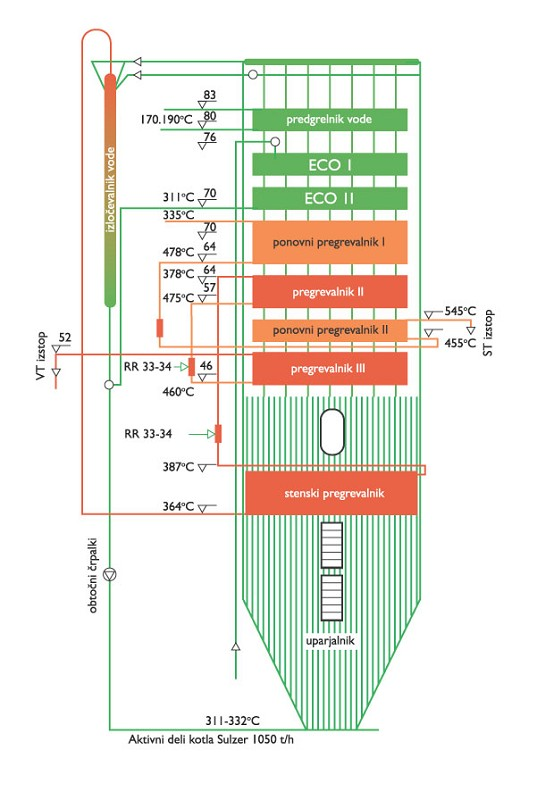 83
170.190°C 80
predgrelnik vode
76
izločevalnik vode
ECO I
311°C 70
ECO II
335°C
70
ponovni pregrevalnik I
478°C 64
378°C 64
57
pregrevalnik II
475°C
545°C
ponovni pregrevalnik II
52
455°C
ST izstop
VT izstop
RR 33-34
46
pregrevalnik III
460°C
RR 33-34
387°C
stenski pregrevalnik
364°C
obtočni črpalki
uparjalnik
311-332°C
Aktivni deli kotla Sulzer 1050 t/h